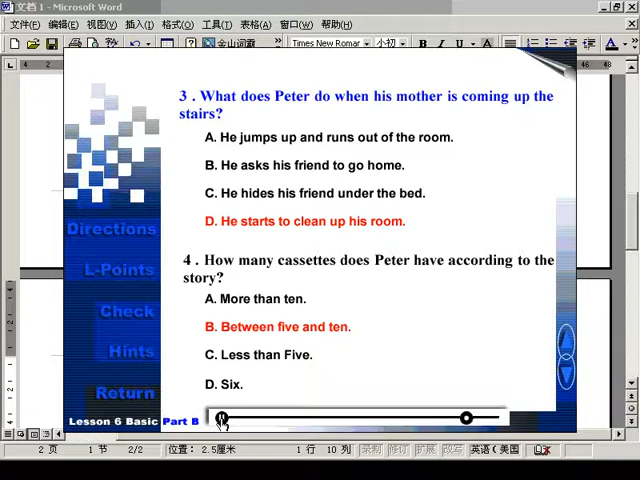 文档 1 - Microsoft Word
文件(F) 编辑(E) 视图(V) 插入(I) 格式(O) 工具(T) 表格(A) 窗口(W) 帮助(H)
金山词霸 Times New Romar 小初 B I U A
4 2 46 48
3 . What does Peter do when his mother is coming up the
stairs?
A. He jumps up and runs out of the room.
B. He asks his friend to go home.
C. He hides his friend under the bed.
D. He starts to clean up his room.
Directions
4 . How many cassettes does Peter have according to the
story?
L-Points
A. More than ten.
Check
B. Between five and ten.
Hints
C. Less than Five.
Return
D. Six.
Lesson 6 Basic Part B
2 页 1 节 2/2 位置: 2.5厘米 1 行 10 列 录制 修订 扩展 改写 英语(美国